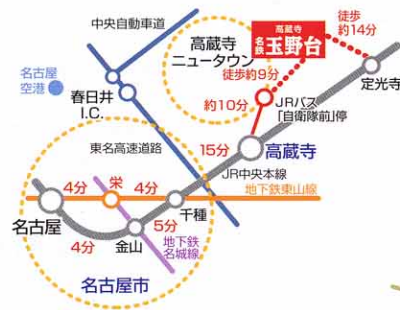 中央自動車道
高蔵寺
ニュータウン
高蔵寺
名鉄 玉野台
徒歩
約14分
徒歩約9分
定光寺
名古屋
空港
春日井
I.C.
約10分
JRバス
「自衛隊前」停
東名高速道路
15分
高蔵寺
JR中央本線
4分
栄
4分
地下鉄東山線
名古屋
千種
5分
金山
4分
地下鉄
名城線
名古屋市